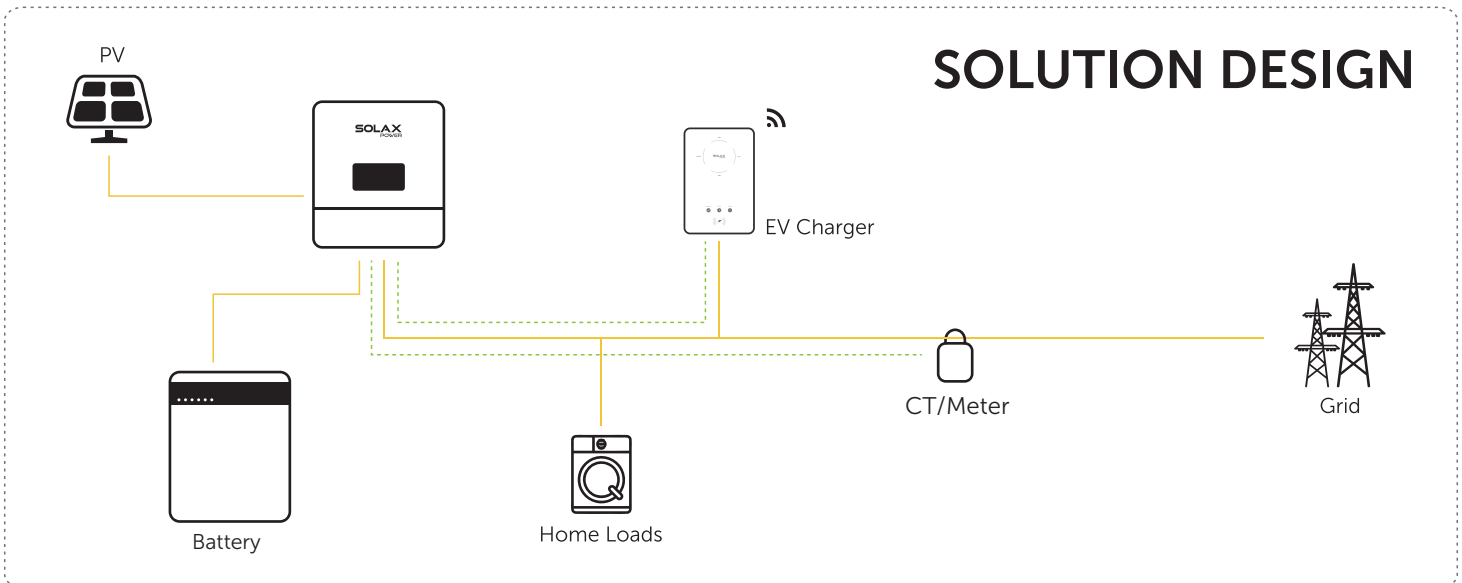 SOLUTION DESIGN
PV
SOLAX
POWER
EV Charger
CT/Meter
Grid
Home Loads
Battery